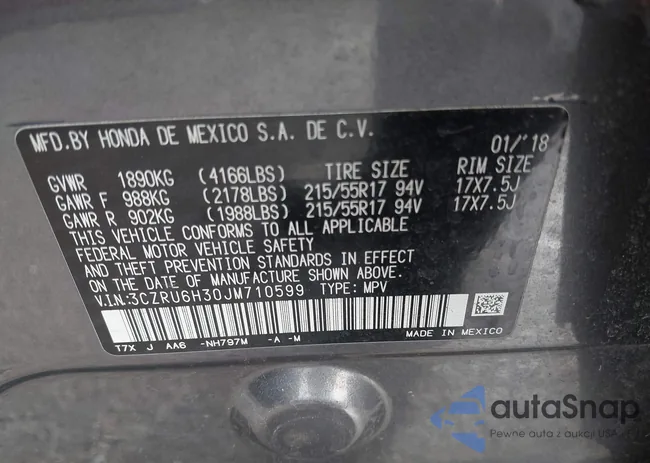 MFD.BY HONDA DE MEXICO S.A. DE C.V. 01/'18
GVWR 1890KG (4166LBS) TIRE SIZE RIM SIZE
GAWR F 988KG (2178LBS) 215/55R17 94V 17X7.5J
GAWR R 902KG (1988LBS) 215/55R17 94V 17X7.5J
THIS VEHICLE CONFORMS TO ALL APPLICABLE
FEDERAL MOTOR VEHICLE SAFETY
AND THEFT PREVENTION STANDARDS IN EFFECT
ON THE DATE OF MANUFACTURE SHOWN ABOVE.
V.I.N:3CZRU6H30JM710599 TYPE: MPV
T7X J AA6 -NH797M -A -M MADE IN MEXICO
autaSnap
Pewne auta z aukcji USA